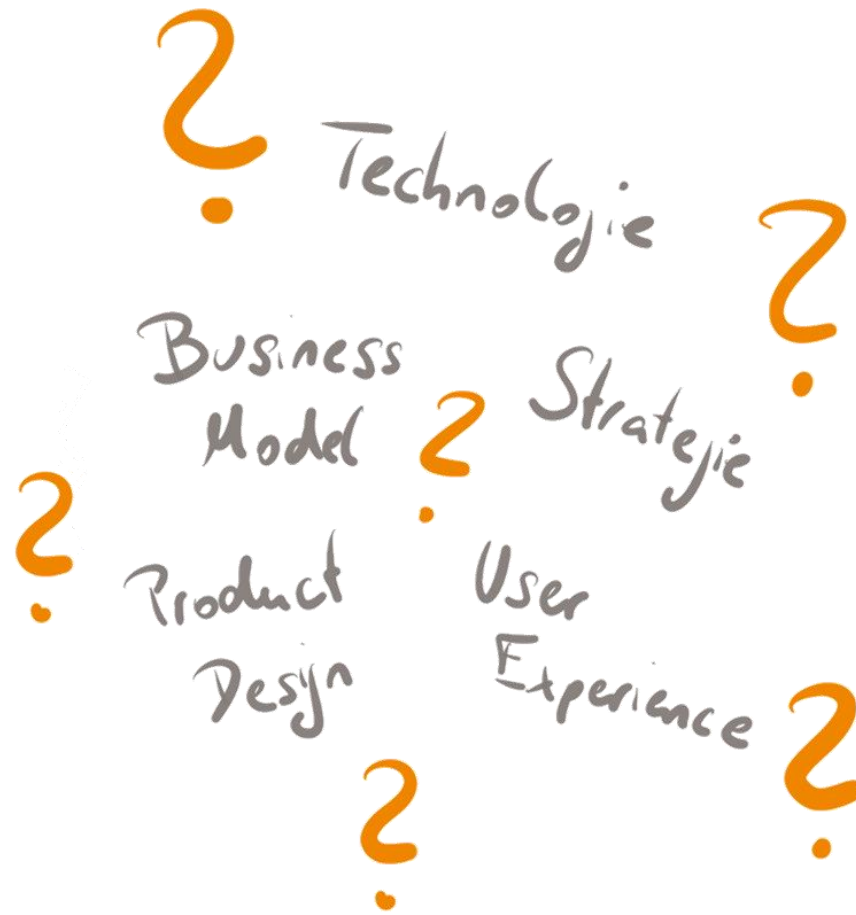 ?
Technologie
?
Business
Model
?
Strategie
?
Product
Design
User
Experience
?
?